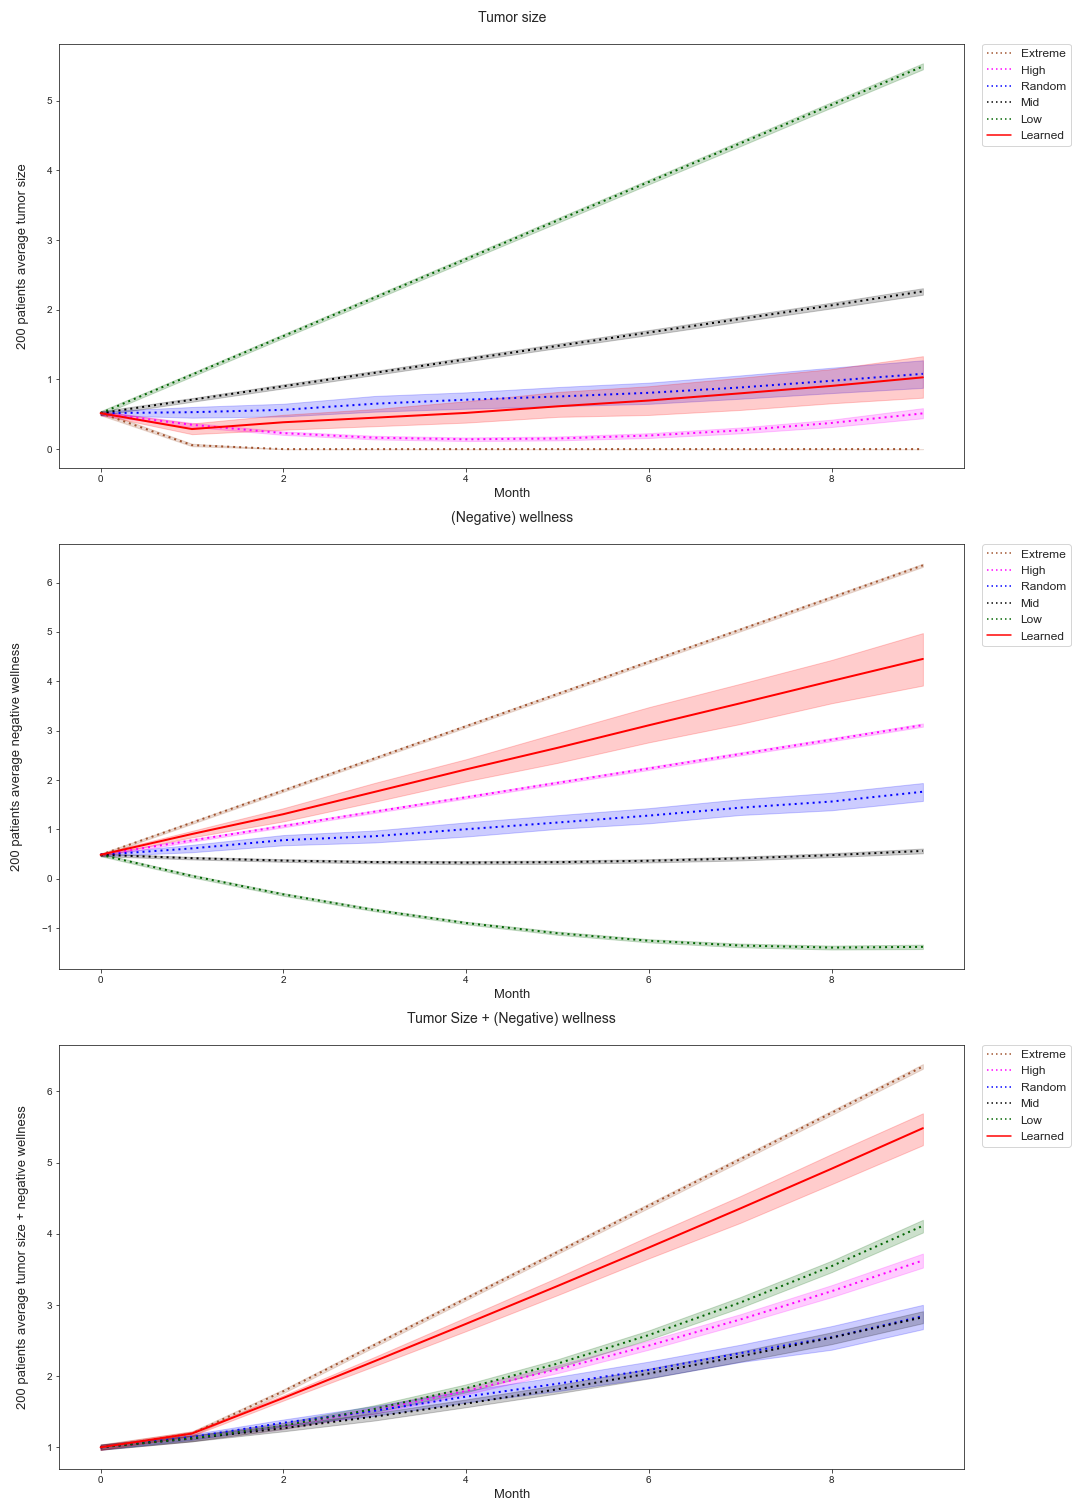 Tumor size
Extreme
High
Random
Mid
Low
Learned
200 patients average tumor size
5
4
3
2
1
0
0 2 4 6 8
Month
(Negative) wellness
Extreme
High
Random
Mid
Low
Learned
200 patients average negative wellness
6
5
4
3
2
1
0
−1
0 2 4 6 8
Month
Tumor Size + (Negative) wellness
Extreme
High
Random
Mid
Low
Learned
200 patients average tumor size + negative wellness
6
5
4
3
2
1
0 2 4 6 8
Month